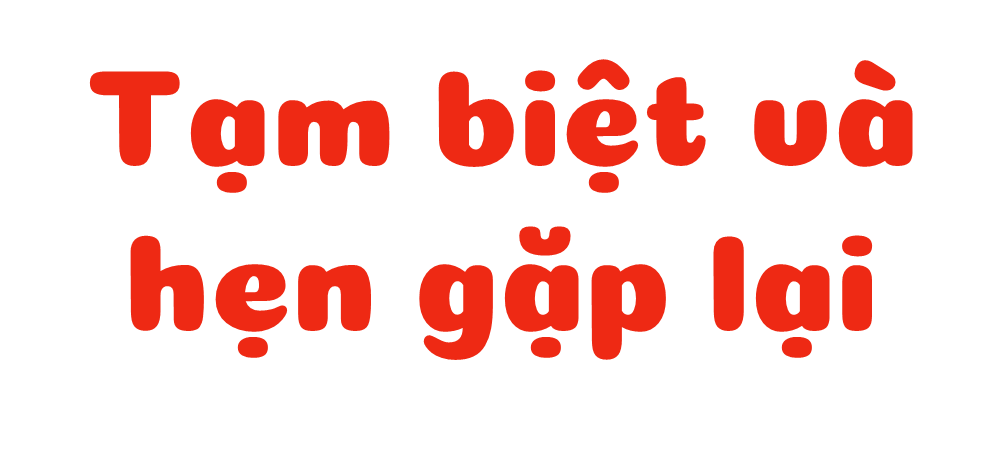 Tạm biệt và
hẹn gặp lại